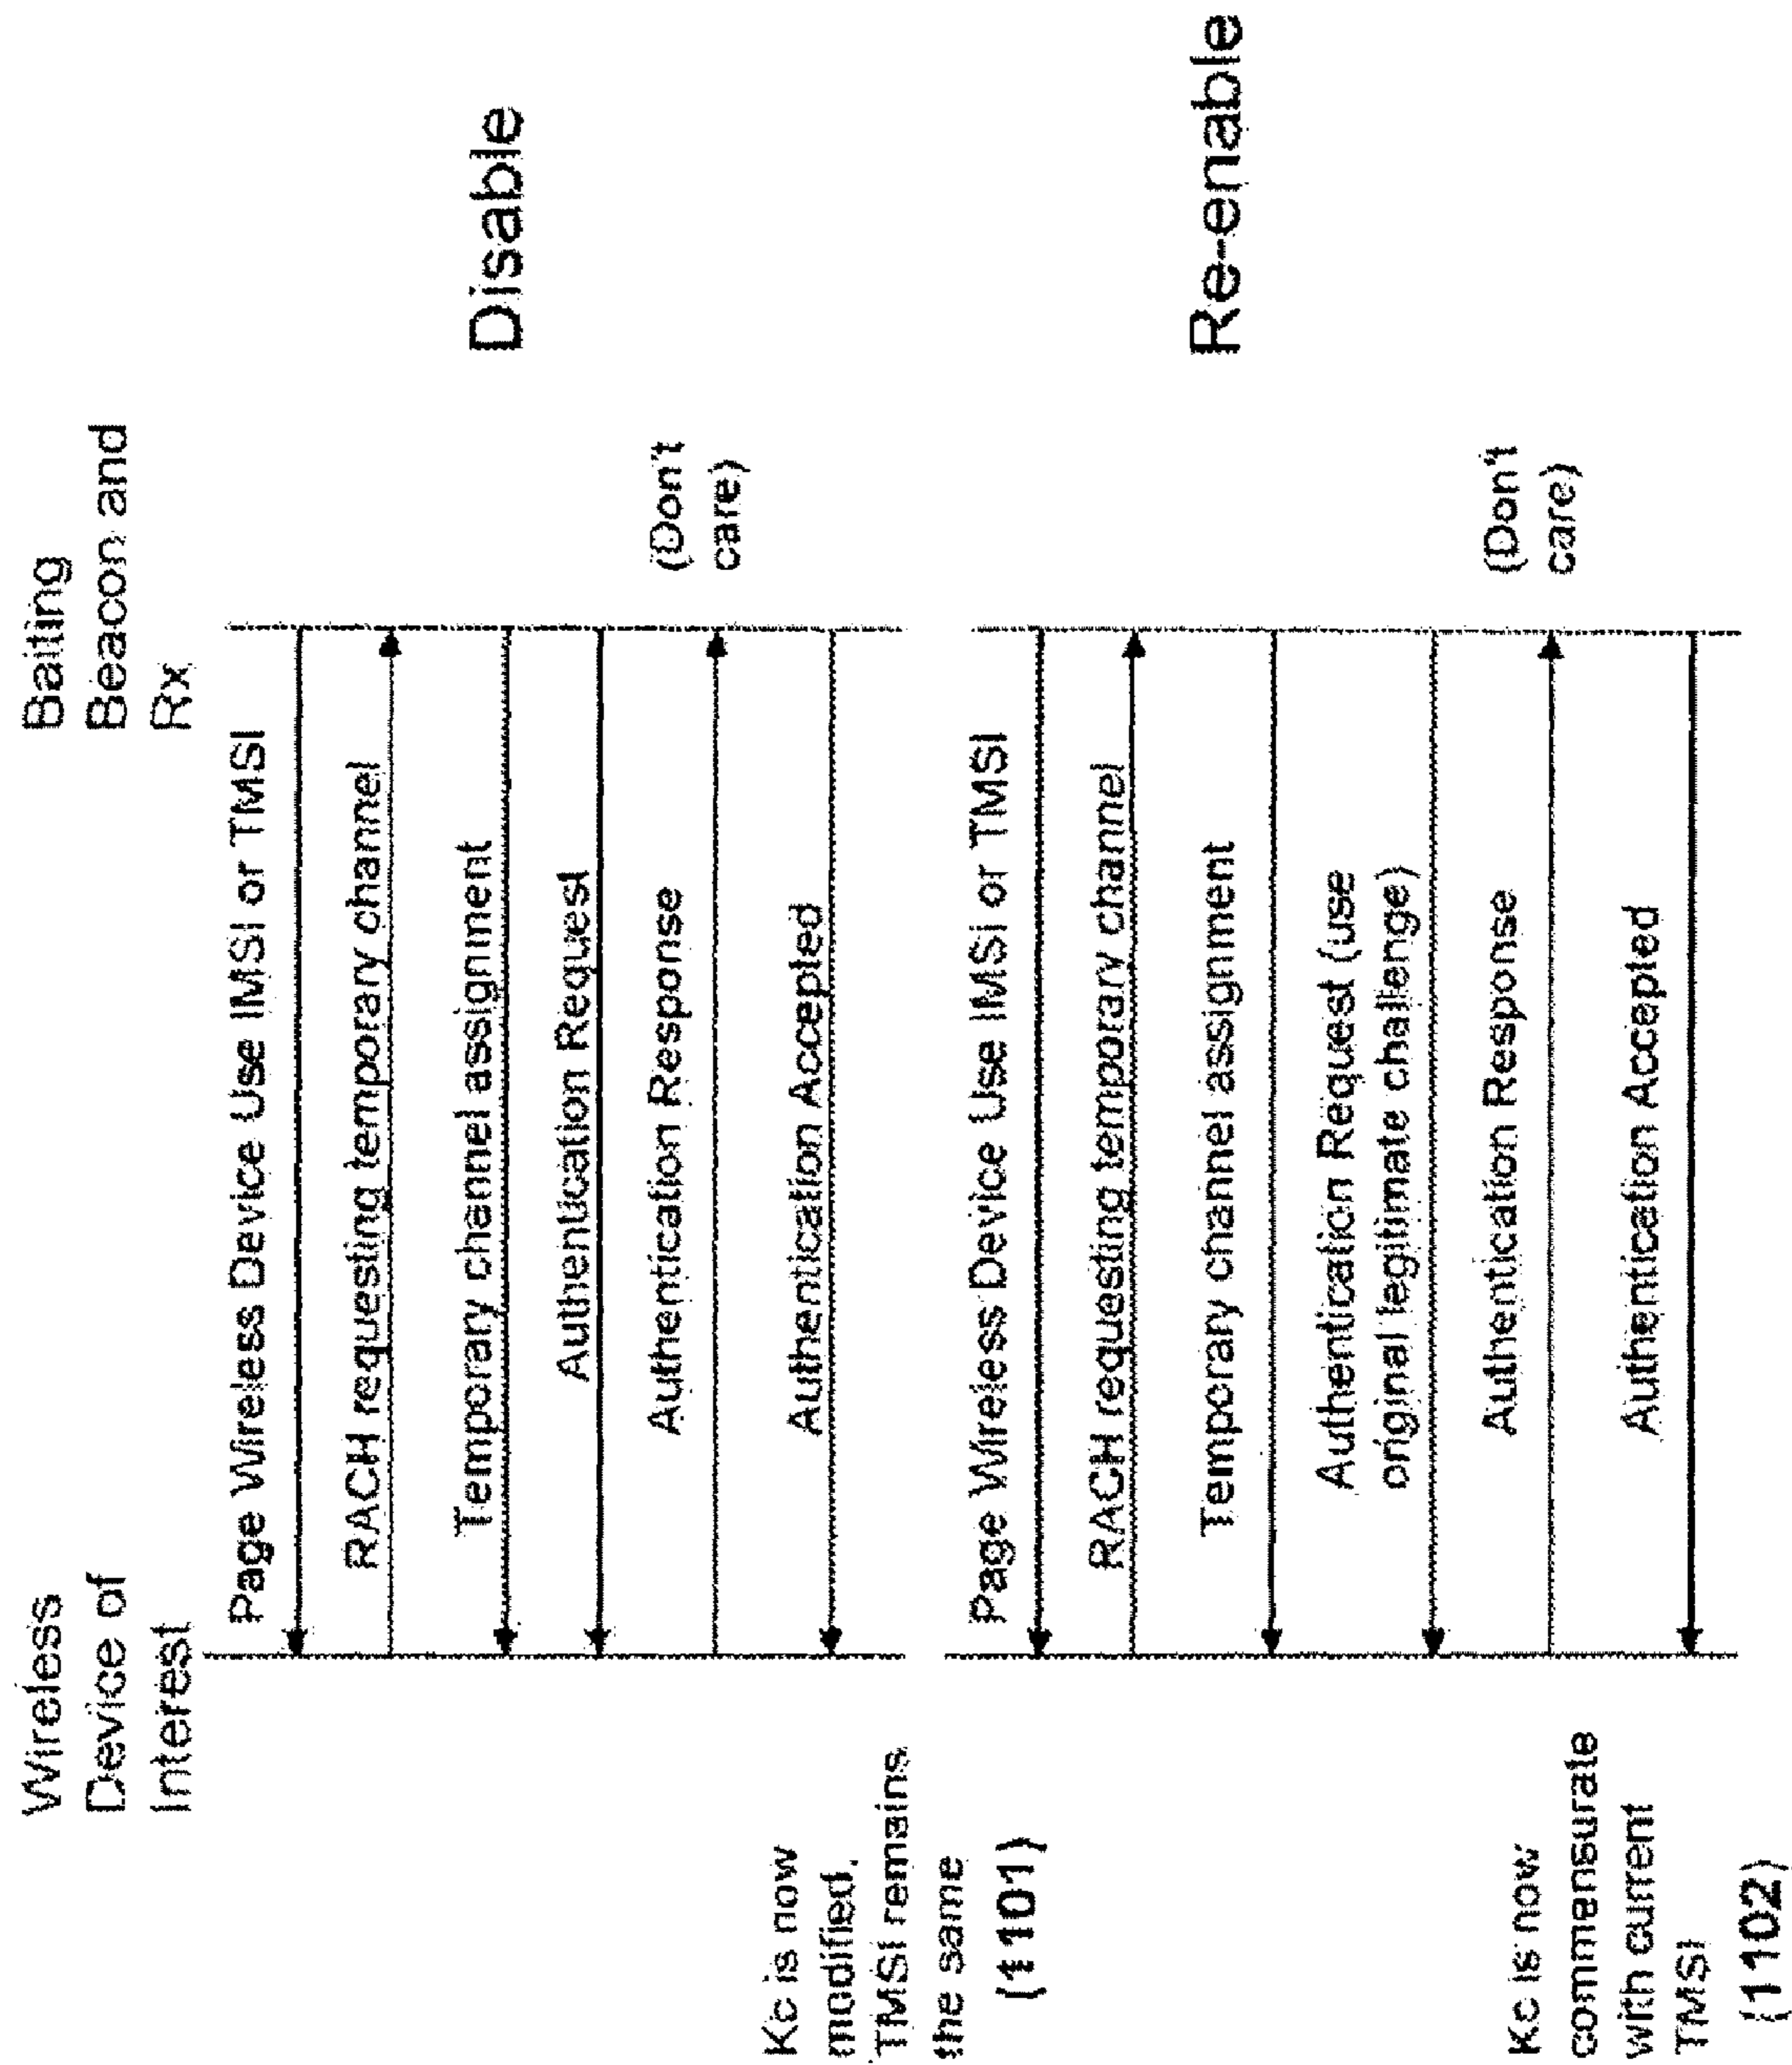 Wireless
Device of
Interest
Baiting
Beacon and
Rx
Page Wireless Device Use IMSI or TMSI
RACH requesting temporary channel
Temporary channel assignment
Authentication Request
Authentication Response
(Don't
care)
Authentication Accepted
Disable
Kc is now
modified,
TMSI remains
the same
(1101)
Page Wireless Device Use IMSI or TMSI
RACH requesting temporary channel
Temporary channel assignment
Authentication Request (use
original legitimate challenge)
Authentication Response
(Don't
care)
Authentication Accepted
Re-enable
Kc is now
commensurate
with current
TMSI
(1102)